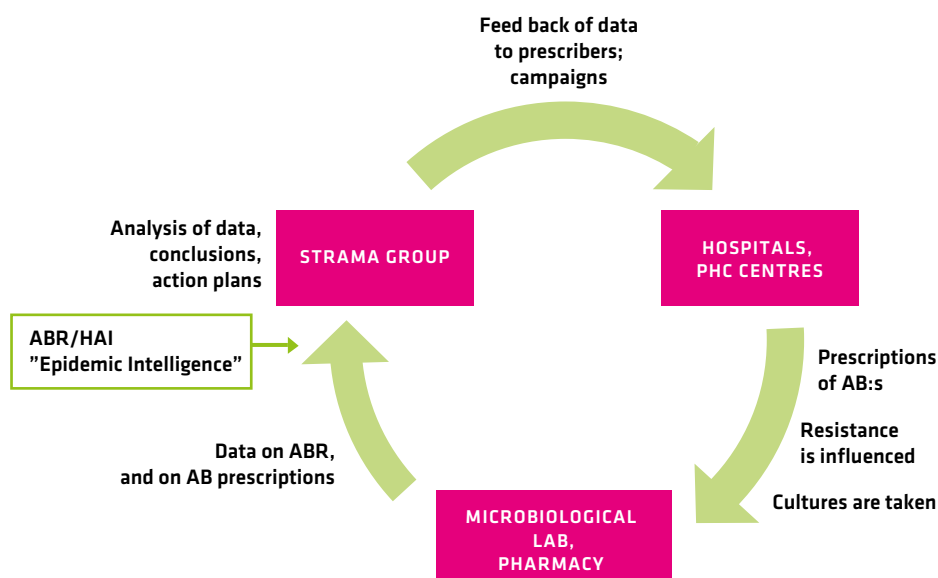 Feed back of data
to prescribers;
campaigns
Analysis of data,
conclusions,
action plans
STRAMA GROUP
HOSPITALS,
PHC CENTRES
ABR/HAI
”Epidemic Intelligence”
Prescriptions
of AB:s
Resistance
is influenced
Cultures are taken
Data on ABR,
and on AB prescriptions
MICROBIOLOGICAL
LAB,
PHARMACY